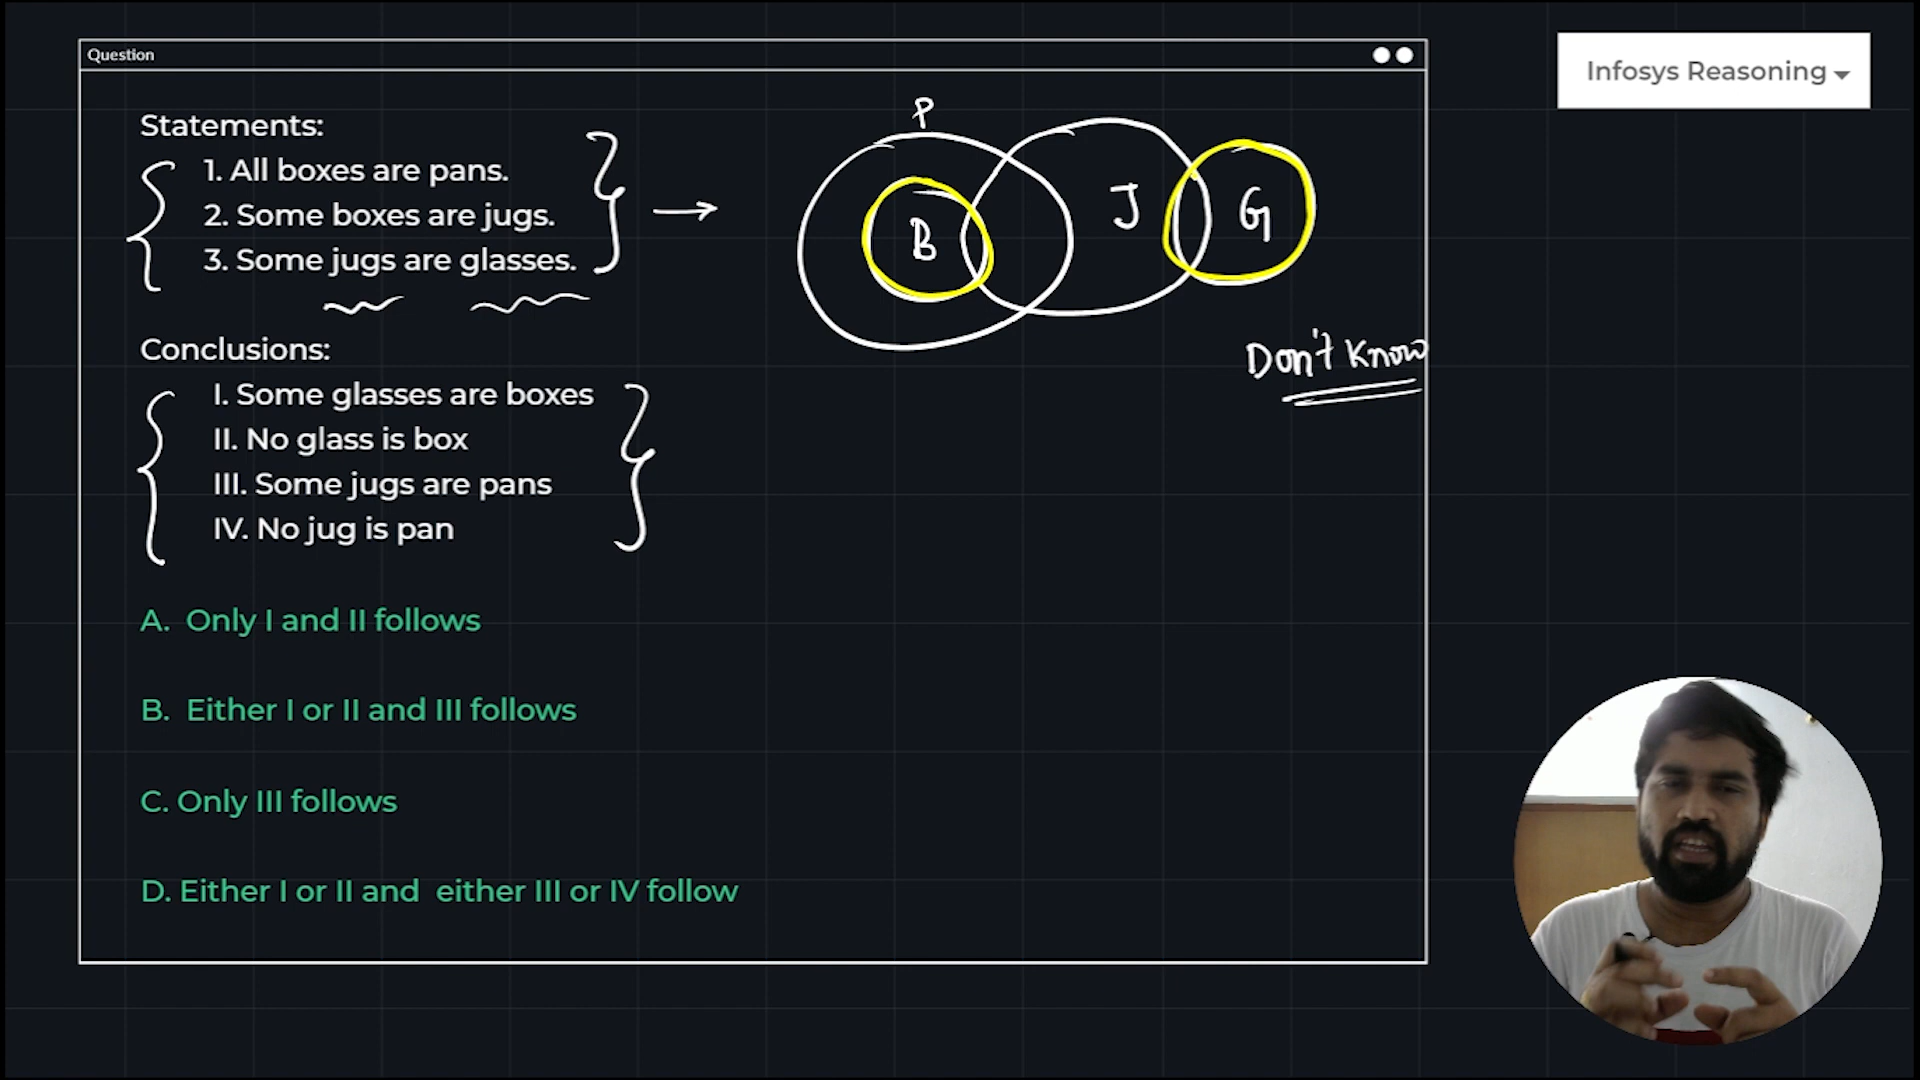 Question
Infosys Reasoning
Statements:
1. All boxes are pans.
2. Some boxes are jugs.
3. Some jugs are glasses.
P
B
J
G
Don't Know
Conclusions:
I. Some glasses are boxes
II. No glass is box
III. Some jugs are pans
IV. No jug is pan
A. Only I and II follows
B. Either I or II and III follows
C. Only III follows
D. Either I or II and either III or IV follow